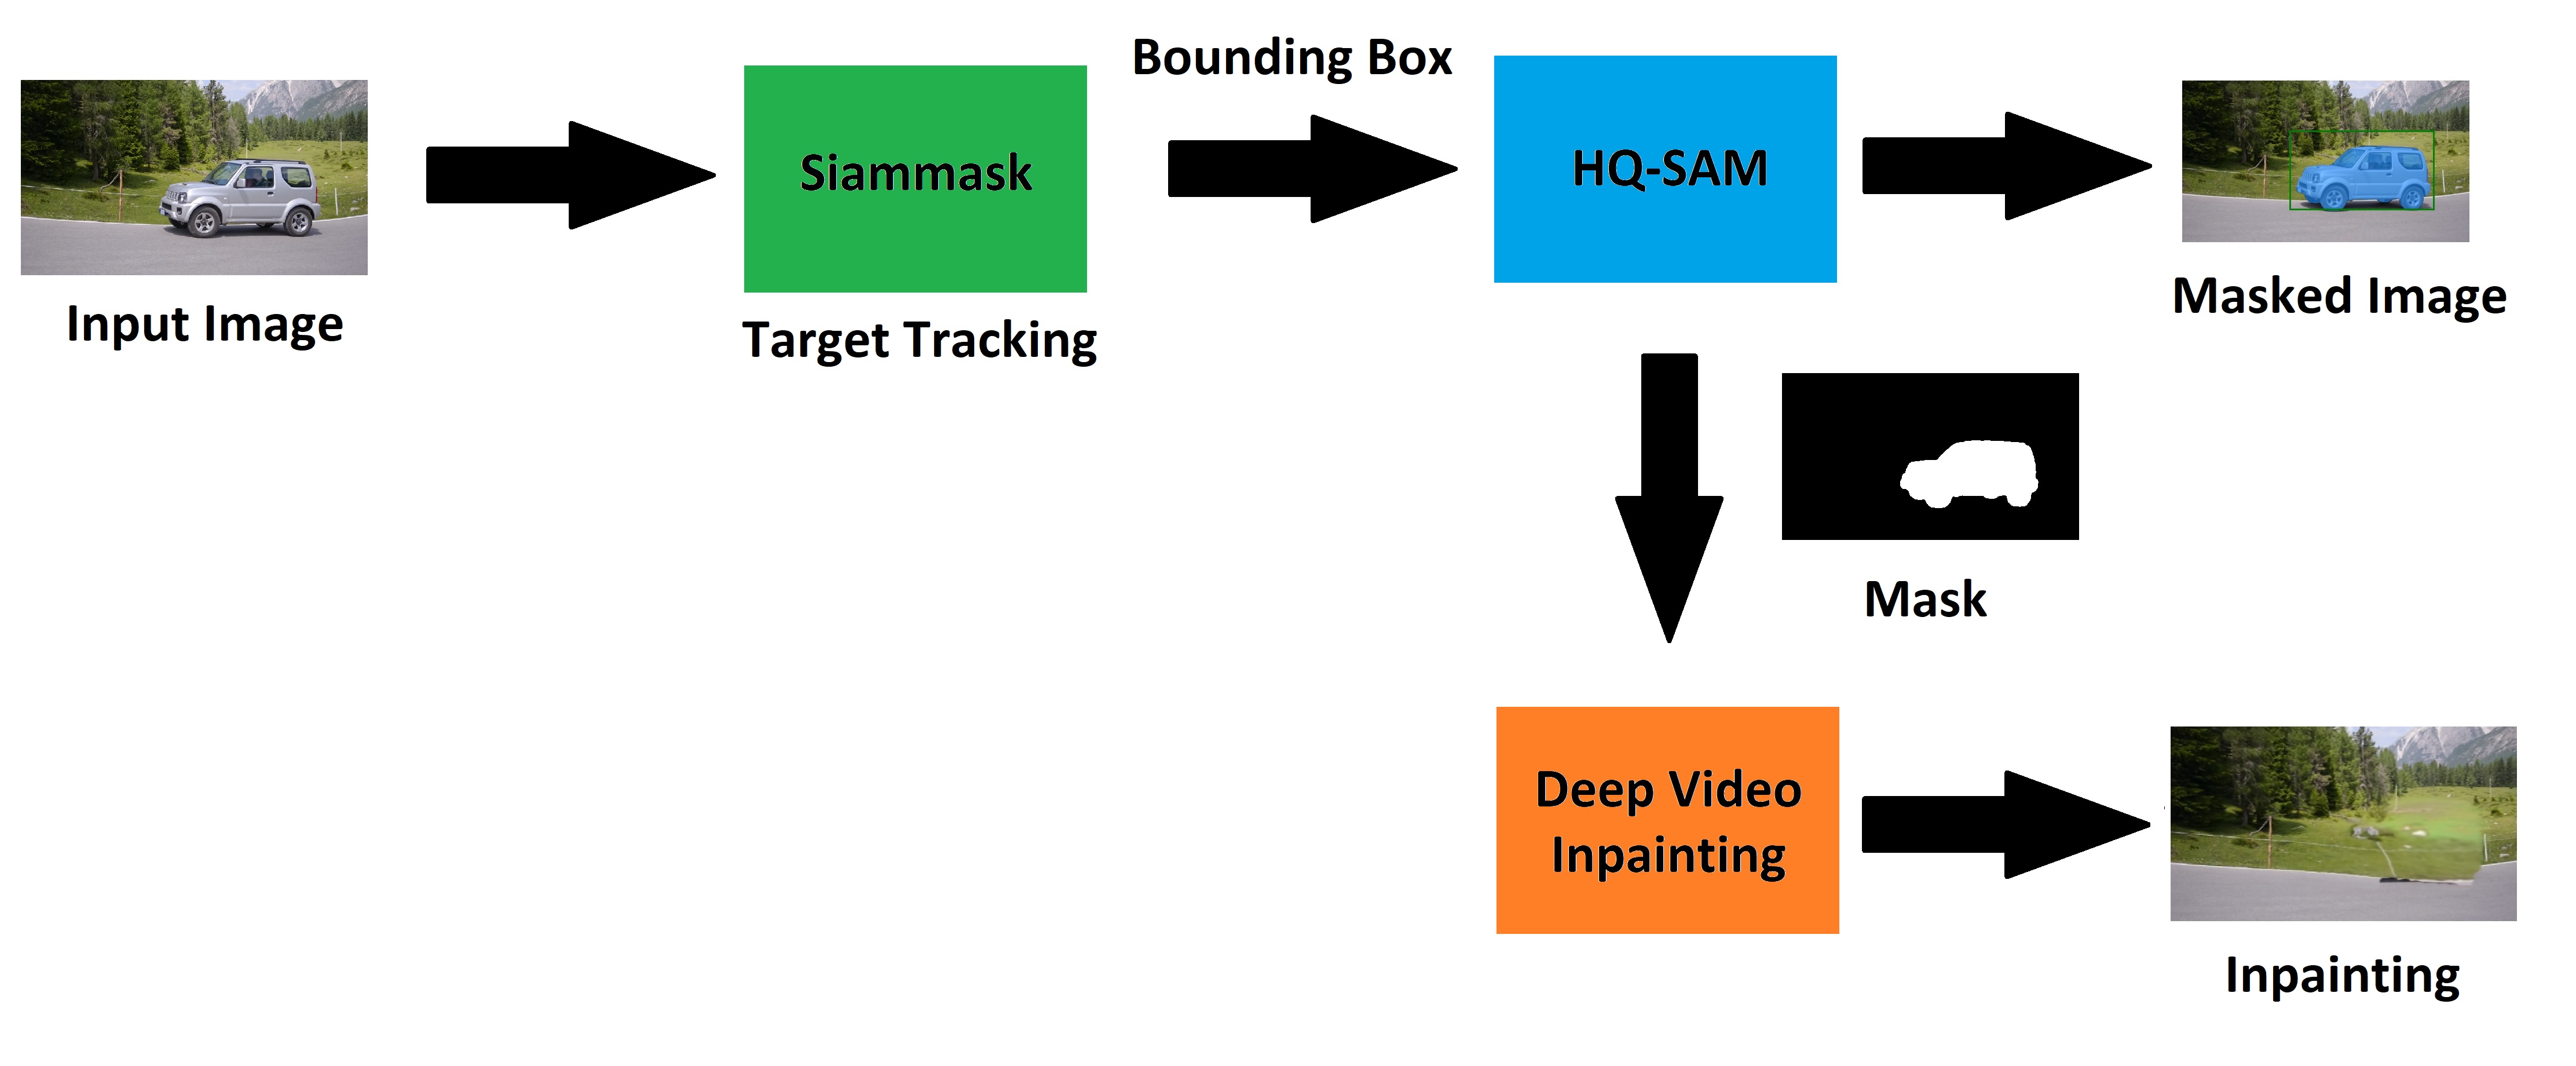 Bounding Box
Siammask
HQ-SAM
Input Image
Target Tracking
Masked Image
Mask
Deep Video
Inpainting
Inpainting